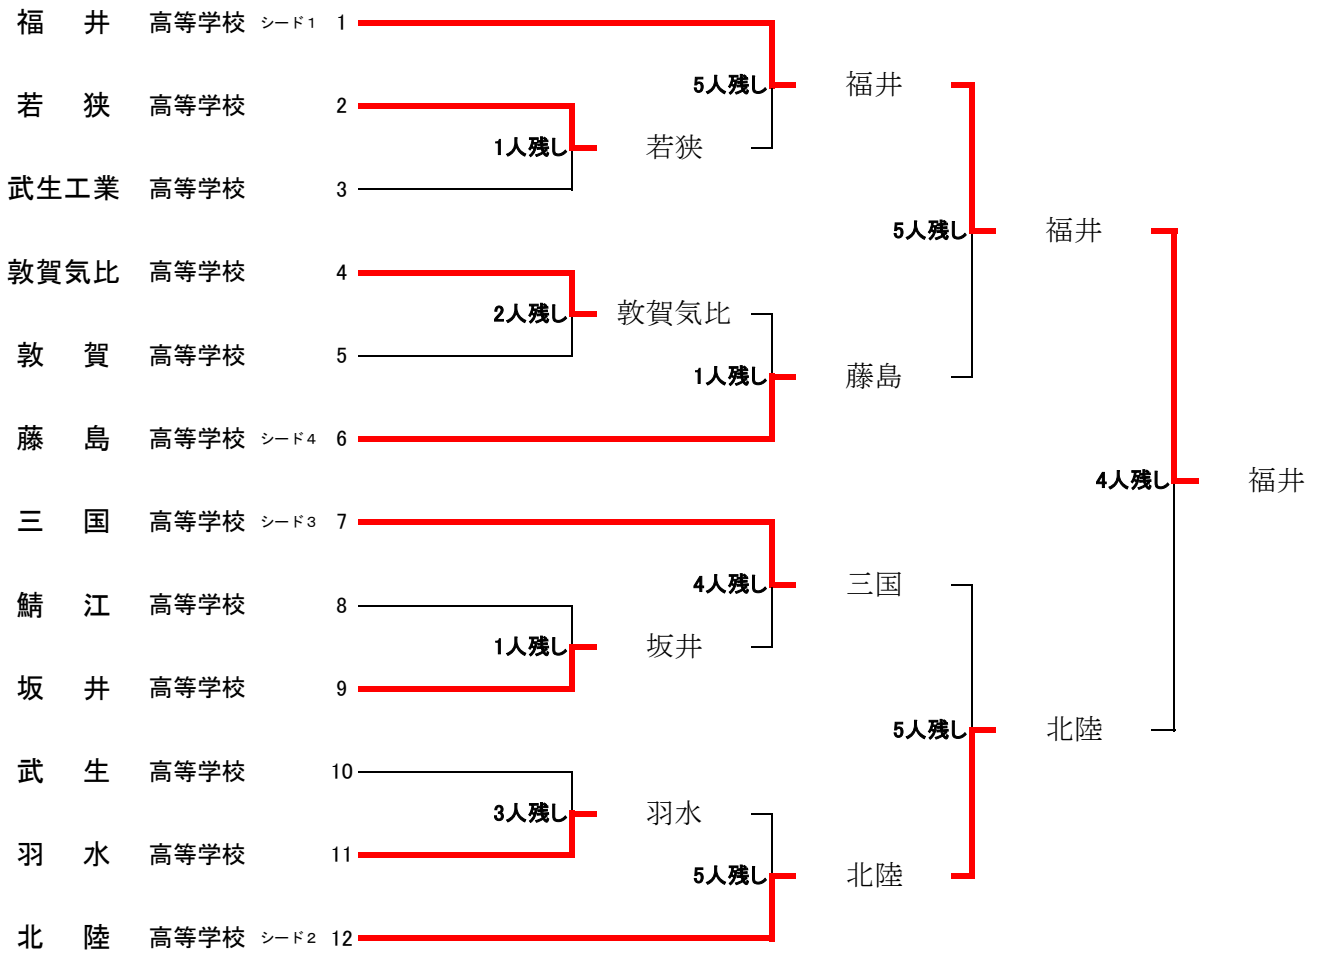 福井 高等学校 シード1 1
5人残し 福井
若狭 高等学校 2
1人残し 若狭
武生工業 高等学校 3
5人残し 福井
敦賀気比 高等学校 4
2人残し 敦賀気比
敦賀 高等学校 5
1人残し 藤島
藤島 高等学校 シード4 6
4人残し 福井
三国 高等学校 シード3 7
4人残し 三国
鯖江 高等学校 8
1人残し 坂井
坂井 高等学校 9
5人残し 北陸
武生 高等学校 10
3人残し 羽水
羽水 高等学校 11
5人残し 北陸
北陸 高等学校 シード2 12